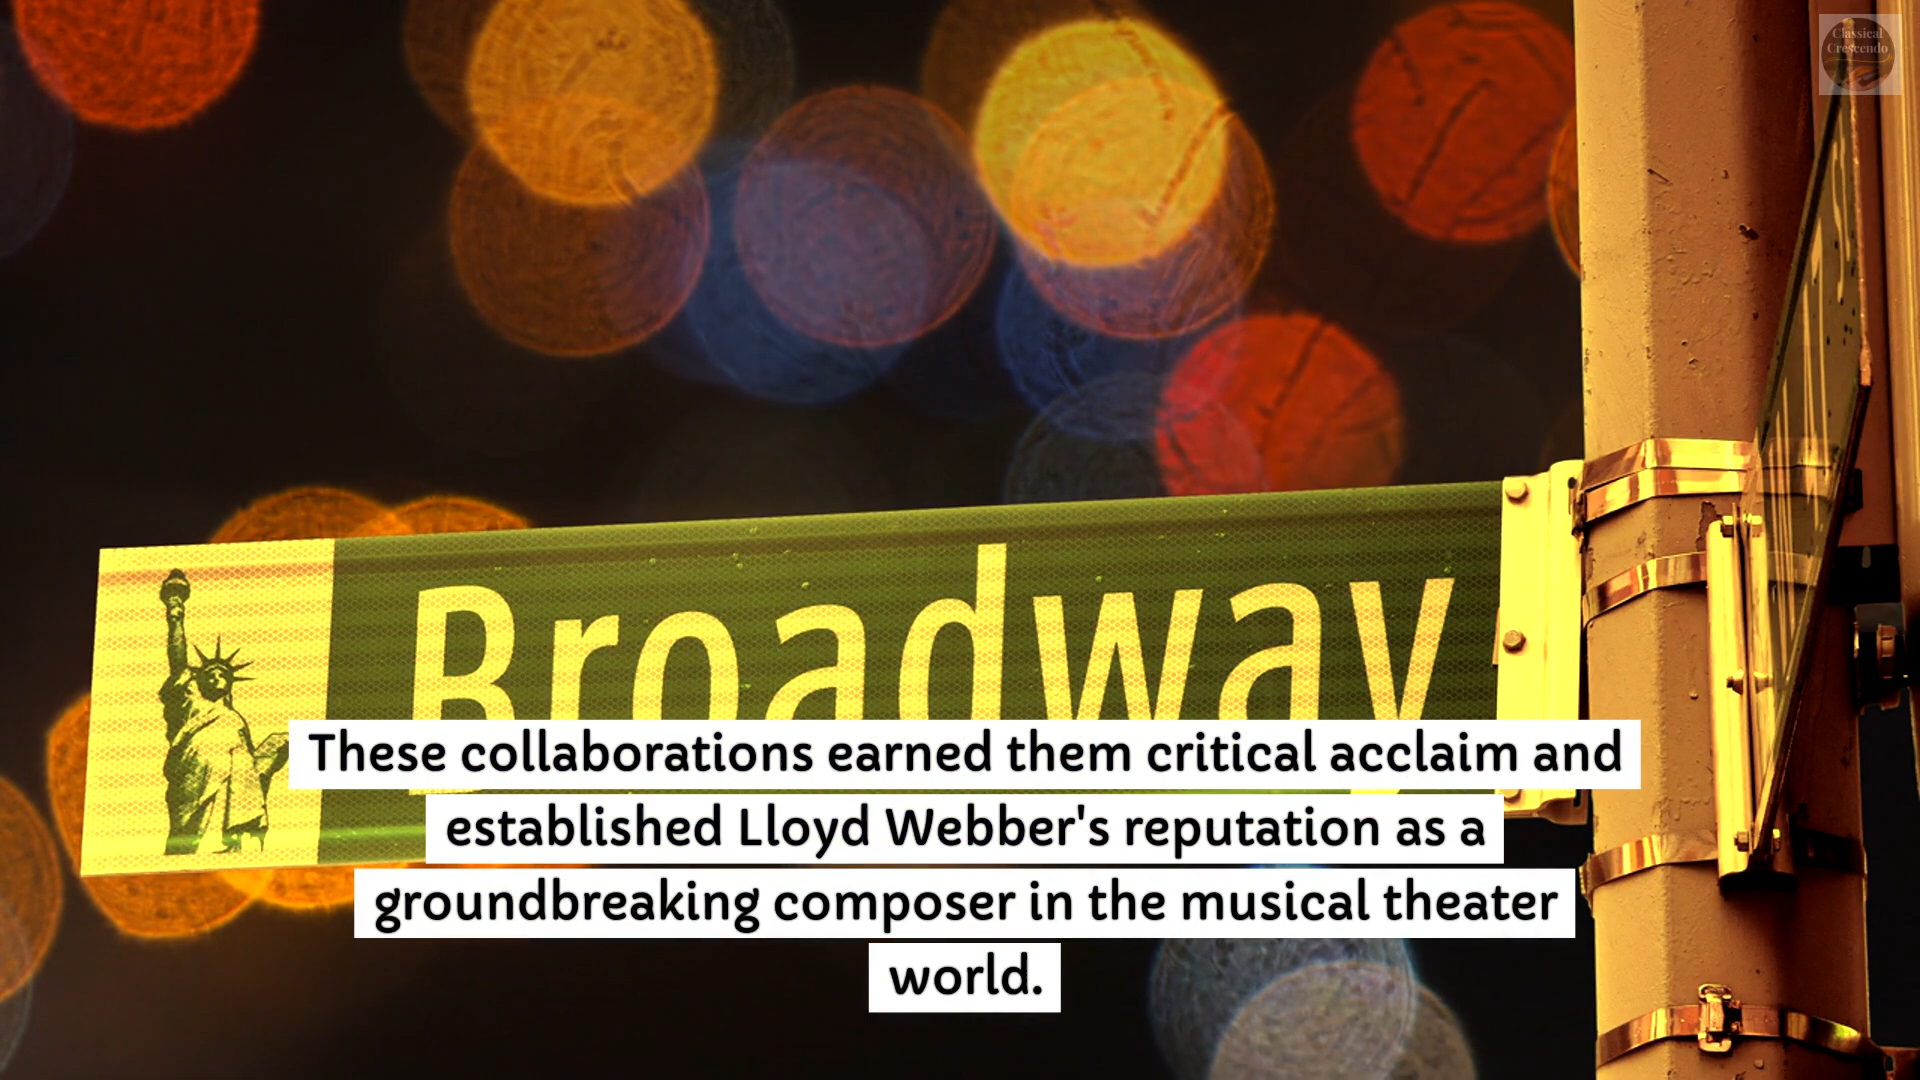 Classical
Crescendo
Broadway
These collaborations earned them critical acclaim and
established Lloyd Webber's reputation as a
groundbreaking composer in the musical theater
world.